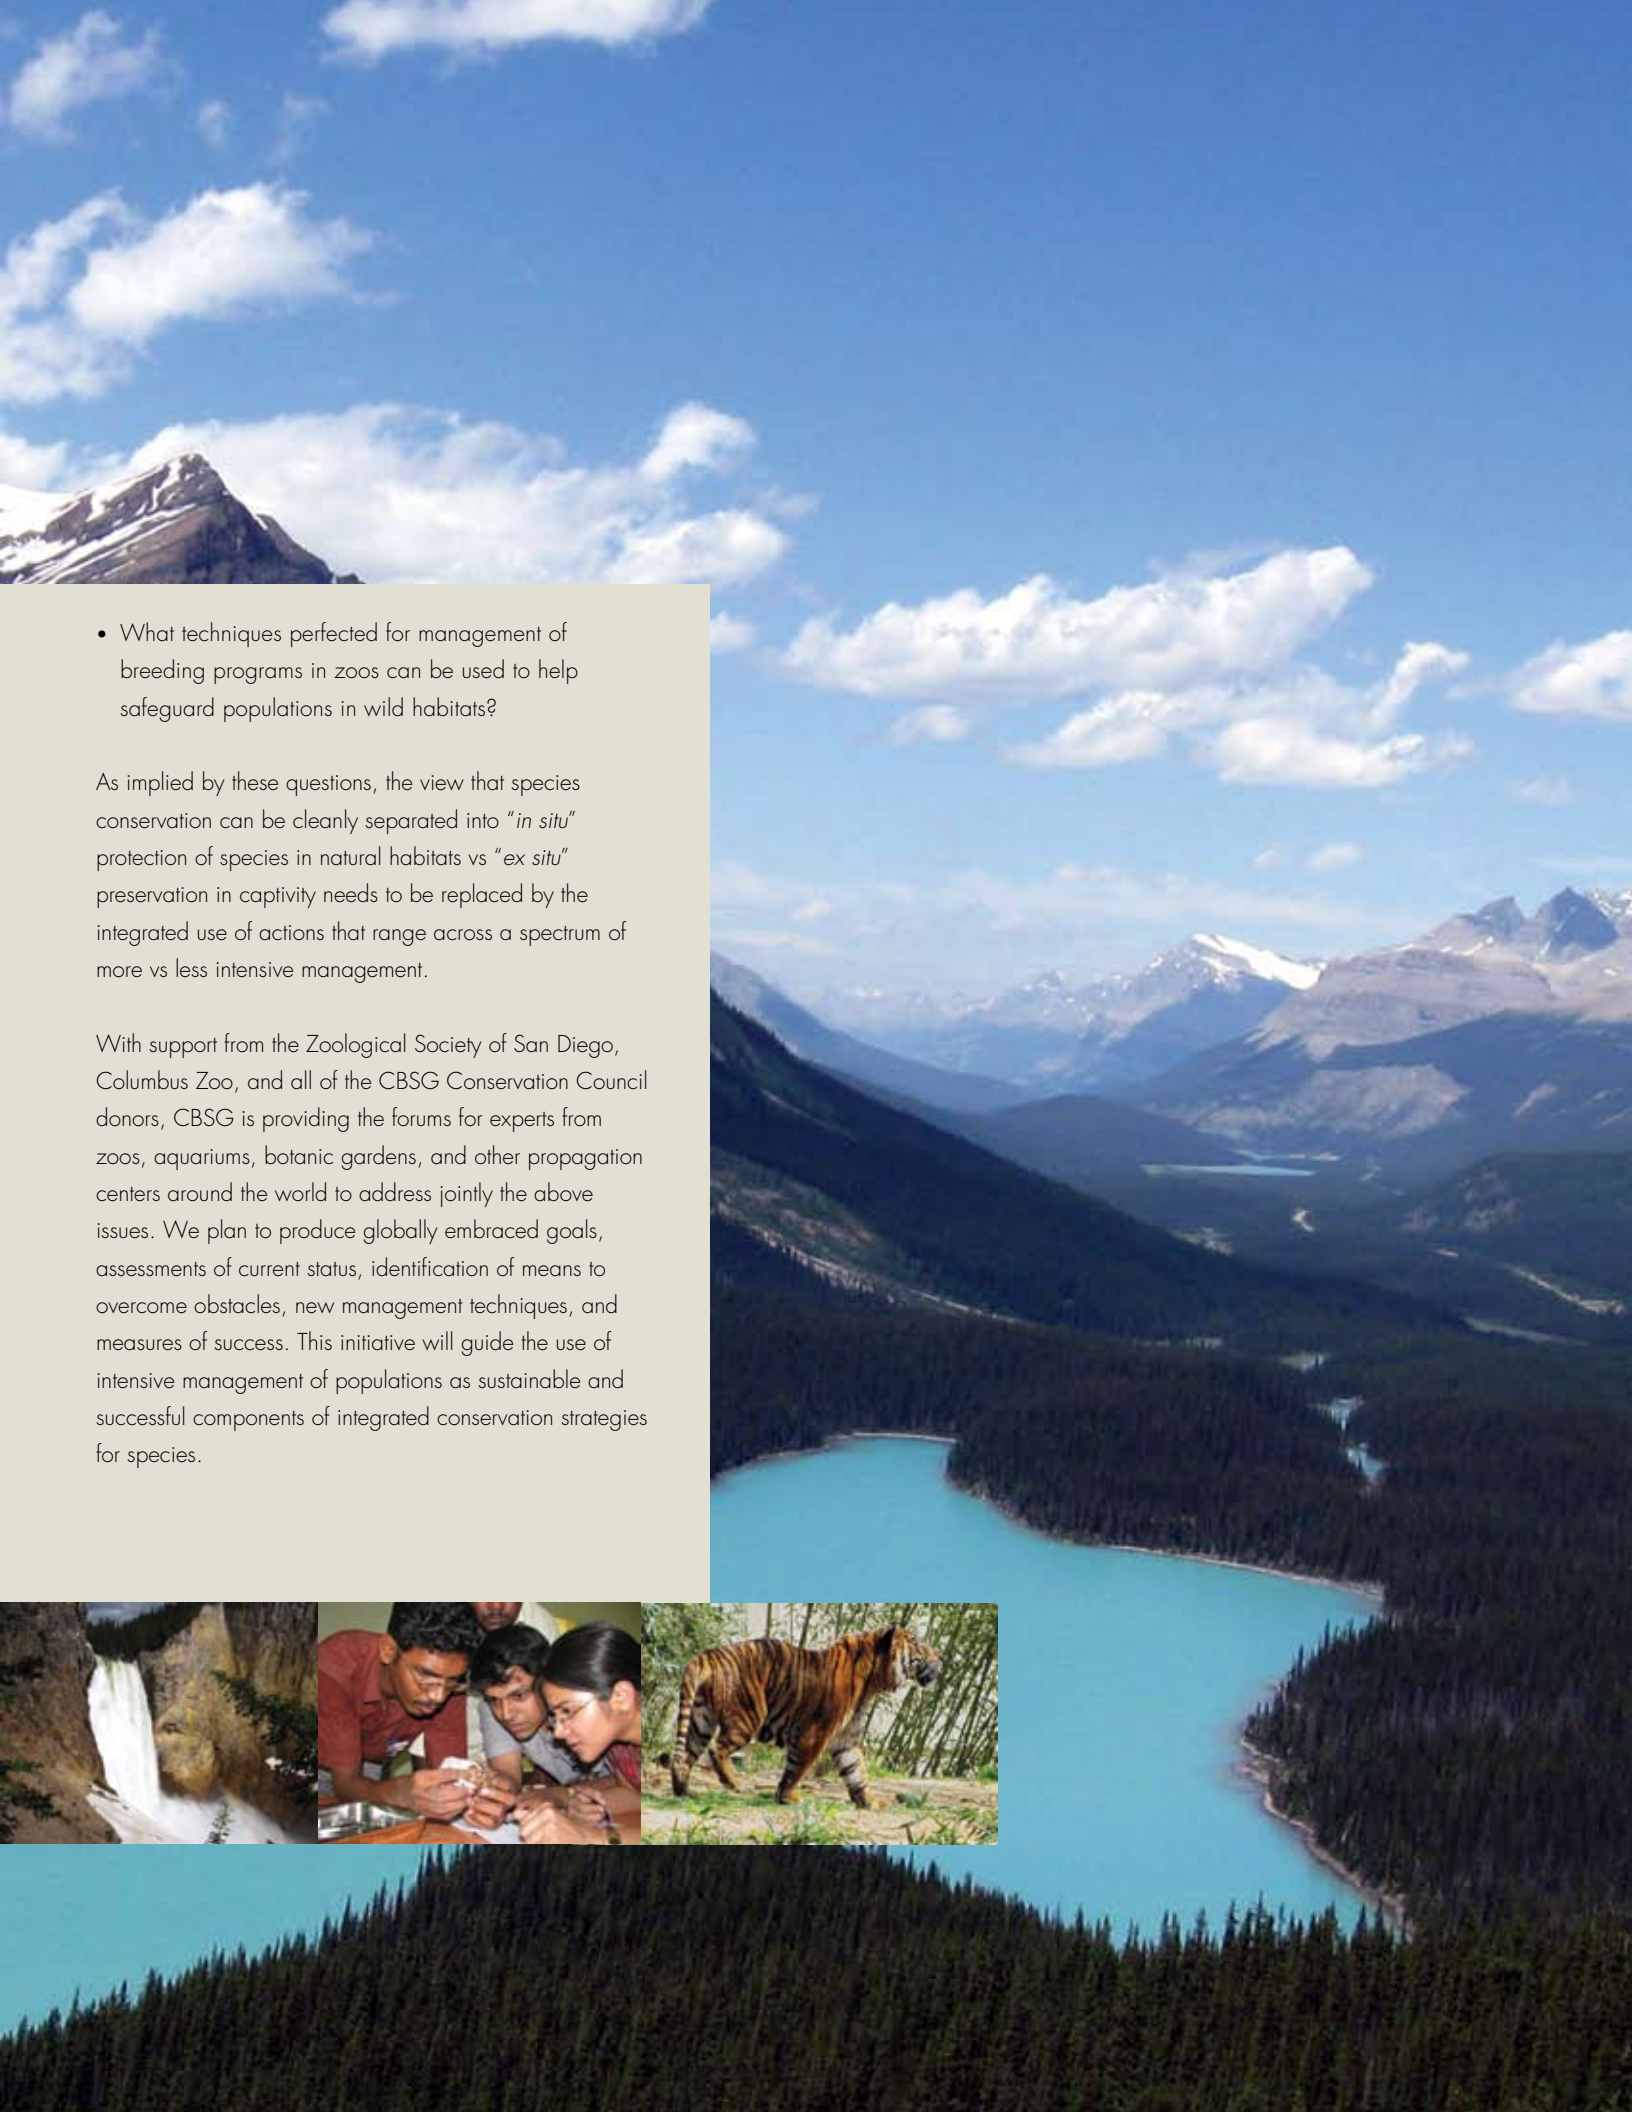 • What techniques perfected for management of
breeding programs in zoos can be used to help
safeguard populations in wild habitats?
As implied by these questions, the view that species
conservation can be cleanly separated into “in situ”
protection of species in natural habitats vs “ex situ”
preservation in captivity needs to be replaced by the
integrated use of actions that range across a spectrum of
more vs less intensive management.
With support from the Zoological Society of San Diego,
Columbus Zoo, and all of the CBSG Conservation Council
donors, CBSG is providing the forums for experts from
zoos, aquariums, botanic gardens, and other propagation
centers around the world to address jointly the above
issues. We plan to produce globally embraced goals,
assessments of current status, identification of means to
overcome obstacles, new management techniques, and
measures of success. This initiative will guide the use of
intensive management of populations as sustainable and
successful components of integrated conservation strategies
for species.